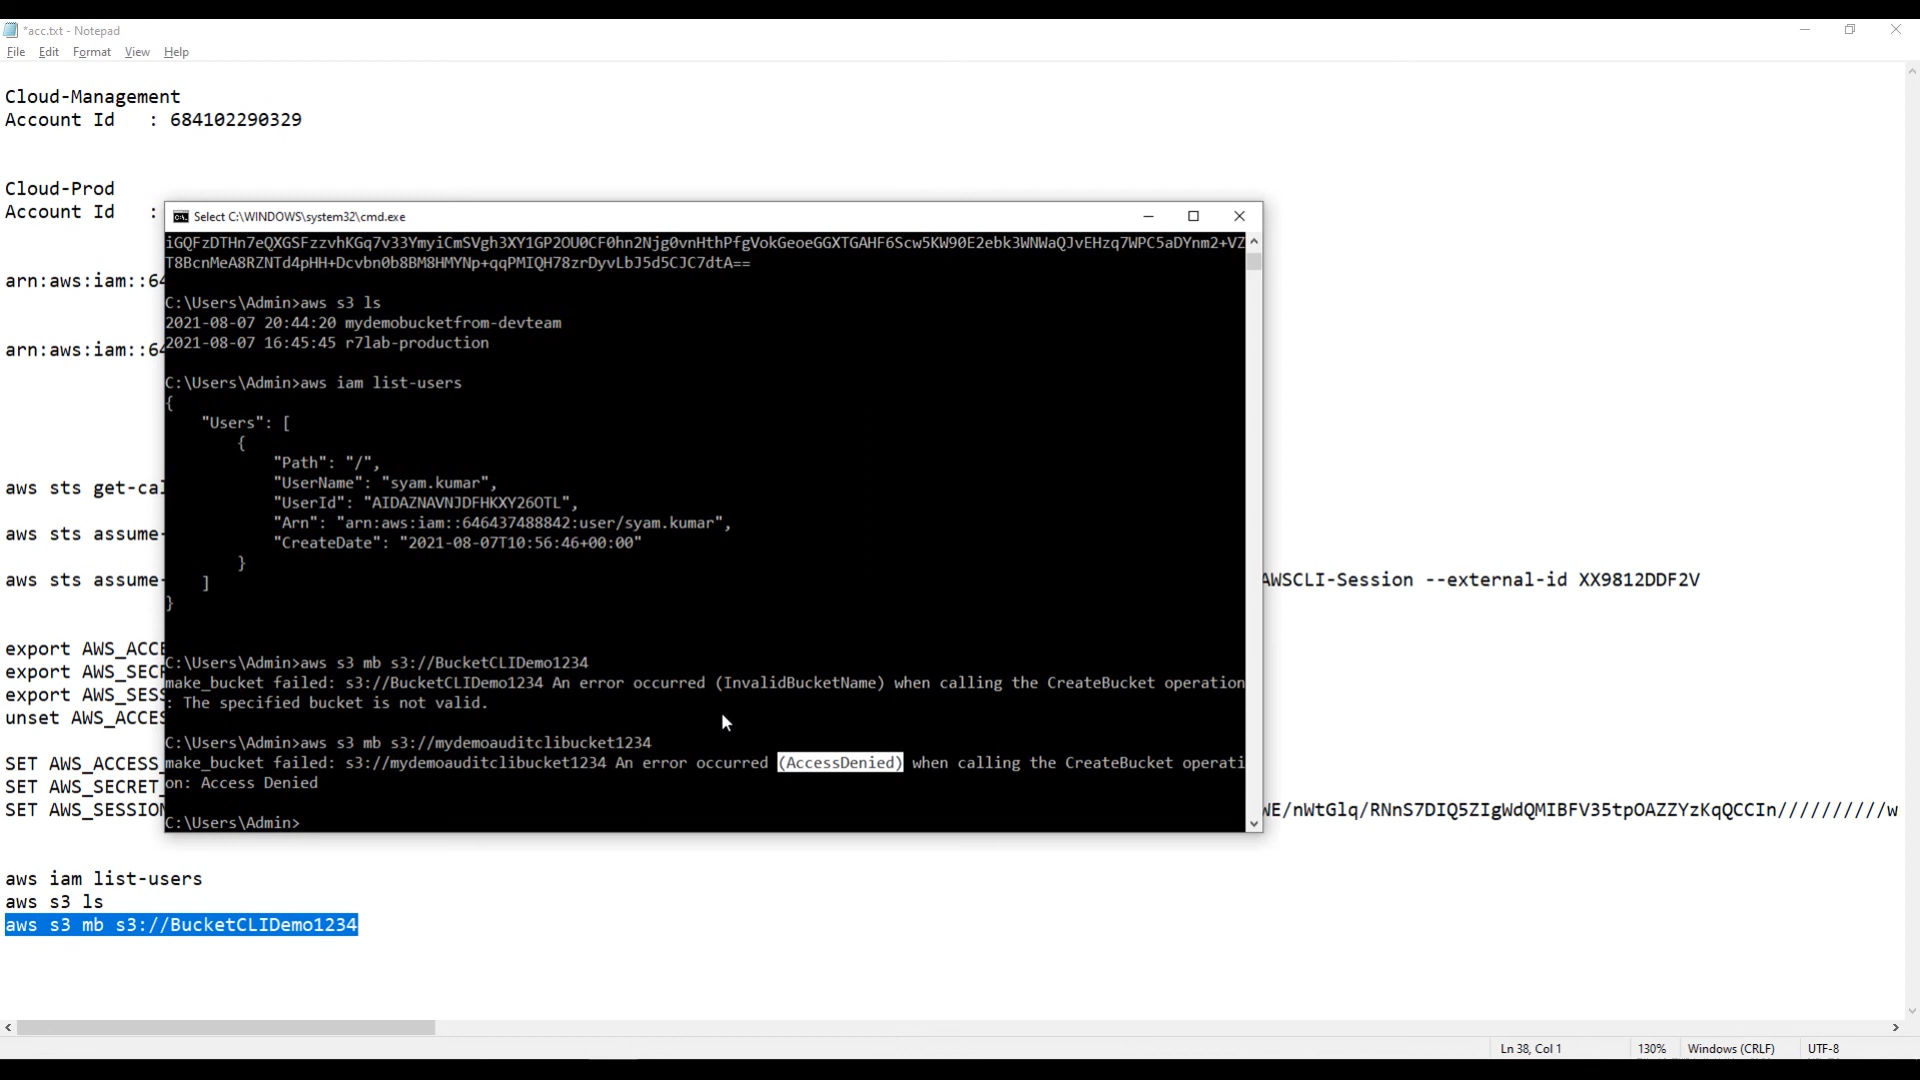 *acc.txt - Notepad
File Edit Format View Help
Cloud-Management
Account Id : 684102290329
Cloud-Prod
Account Id :
arn:aws:iam::64
arn:aws:iam::64
aws sts get-cal
aws sts assume-
aws sts assume-
AWSCLI-Session --external-id XX9812DDF2V
export AWS_ACCE
export AWS_SECR
export AWS_SESS
unset AWS_ACCES
SET AWS_ACCESS_
SET AWS_SECRET_
SET AWS_SESSION
WE/nWtGlq/RNnS7DIQ5ZIgWdQMIBFV35tpOAZZYzKqQCCIn//////////w
aws iam list-users
aws s3 ls
aws s3 mb s3://BucketCLIDemo1234
Select C:\WINDOWS\system32\cmd.exe
iGQFzDTHn7eQXGSFzzvhKGq7v33YmyiCmSVgh3XY1GP2OU0CF0hn2Njg0vnHthPfgVokGeoeGGXTGAHF6Scw5KW90E2ebk3WNWaQJvEHzq7WPC5aDYnm2+VZ
T8BcnMeA8RZNTd4pHH+Dcvbn0b8BM8HMYNp+qqPMIQH78zrDyvLbJ5d5CJC7dtA==
C:\Users\Admin>aws s3 ls
2021-08-07 20:44:20 mydemobucketfrom-devteam
2021-08-07 16:45:45 r7lab-production
C:\Users\Admin>aws iam list-users
{
"Users": [
{
"Path": "/",
"UserName": "syam.kumar",
"UserId": "AIDAZNAVNJDFHKXY26OTL",
"Arn": "arn:aws:iam::646437488842:user/syam.kumar",
"CreateDate": "2021-08-07T10:56:46+00:00"
}
]
}
C:\Users\Admin>aws s3 mb s3://BucketCLIDemo1234
make_bucket failed: s3://BucketCLIDemo1234 An error occurred (InvalidBucketName) when calling the CreateBucket operation
: The specified bucket is not valid.
C:\Users\Admin>aws s3 mb s3://mydemoauditclibucket1234
make_bucket failed: s3://mydemoauditclibucket1234 An error occurred (AccessDenied) when calling the CreateBucket operati
on: Access Denied
C:\Users\Admin>
Ln 38, Col 1 130% Windows (CRLF) UTF-8